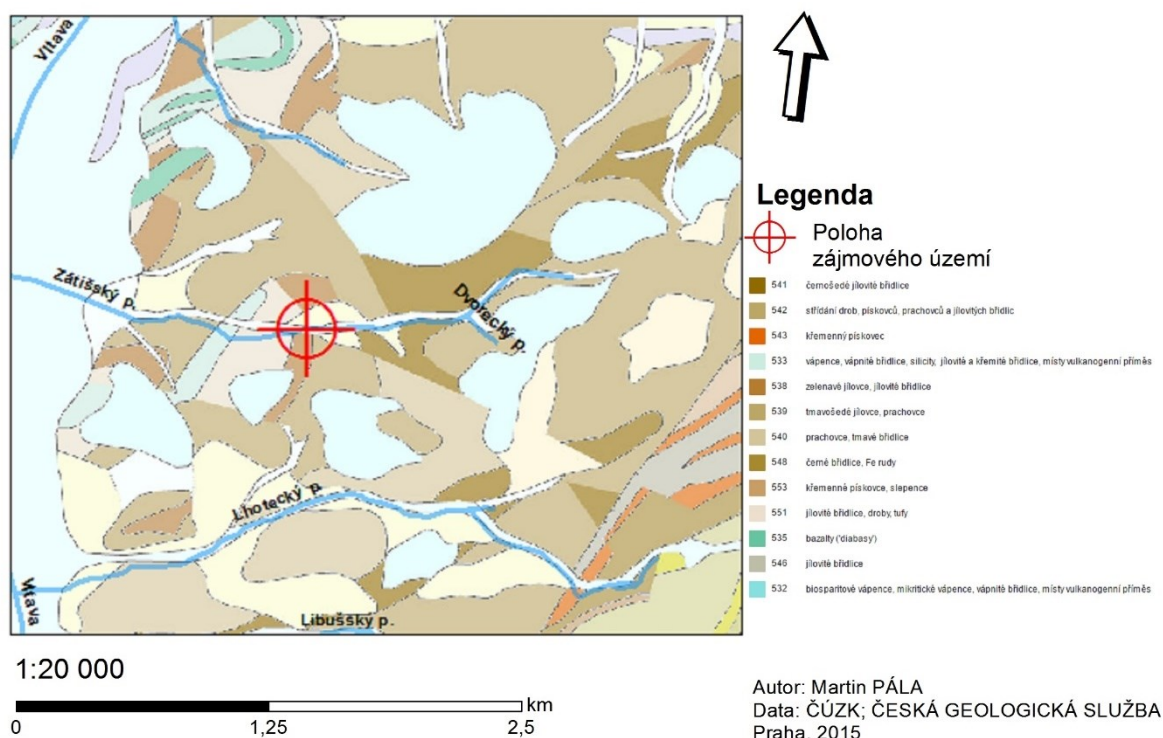 Vltava
Zátišský p.
Dvorecký p.
Lhotecký p.
Vltava
Libušský p.
Legenda
Poloha
zájmového území
541 černošedé jílovité břidlice
542 střídání drob, pískovců, prachovců a jílovitých břidlic
543 křemenný pískovec
533 vápence, vápnité břidlice, silicity, jílovité a křemité břidlice, místy vulkanogenní příměs
538 zelenavé jílovce, jílovité břidlice
539 tmavošedé jílovce, prachovce
540 prachovce, tmavé břidlice
548 černé břidlice, Fe rudy
553 křemenné pískovce, slepence
551 jílovité břidlice, droby, tufy
535 bazalty ('diabasy')
546 jílovité břidlice
532 biosparitové vápence, mikritické vápence, vápnité břidlice, místy vulkanogenní příměs
1:20 000
km
0 1,25 2,5
Autor: Martin PÁLA
Data: ČÚZK; ČESKÁ GEOLOGICKÁ SLUŽBA
Praha, 2015